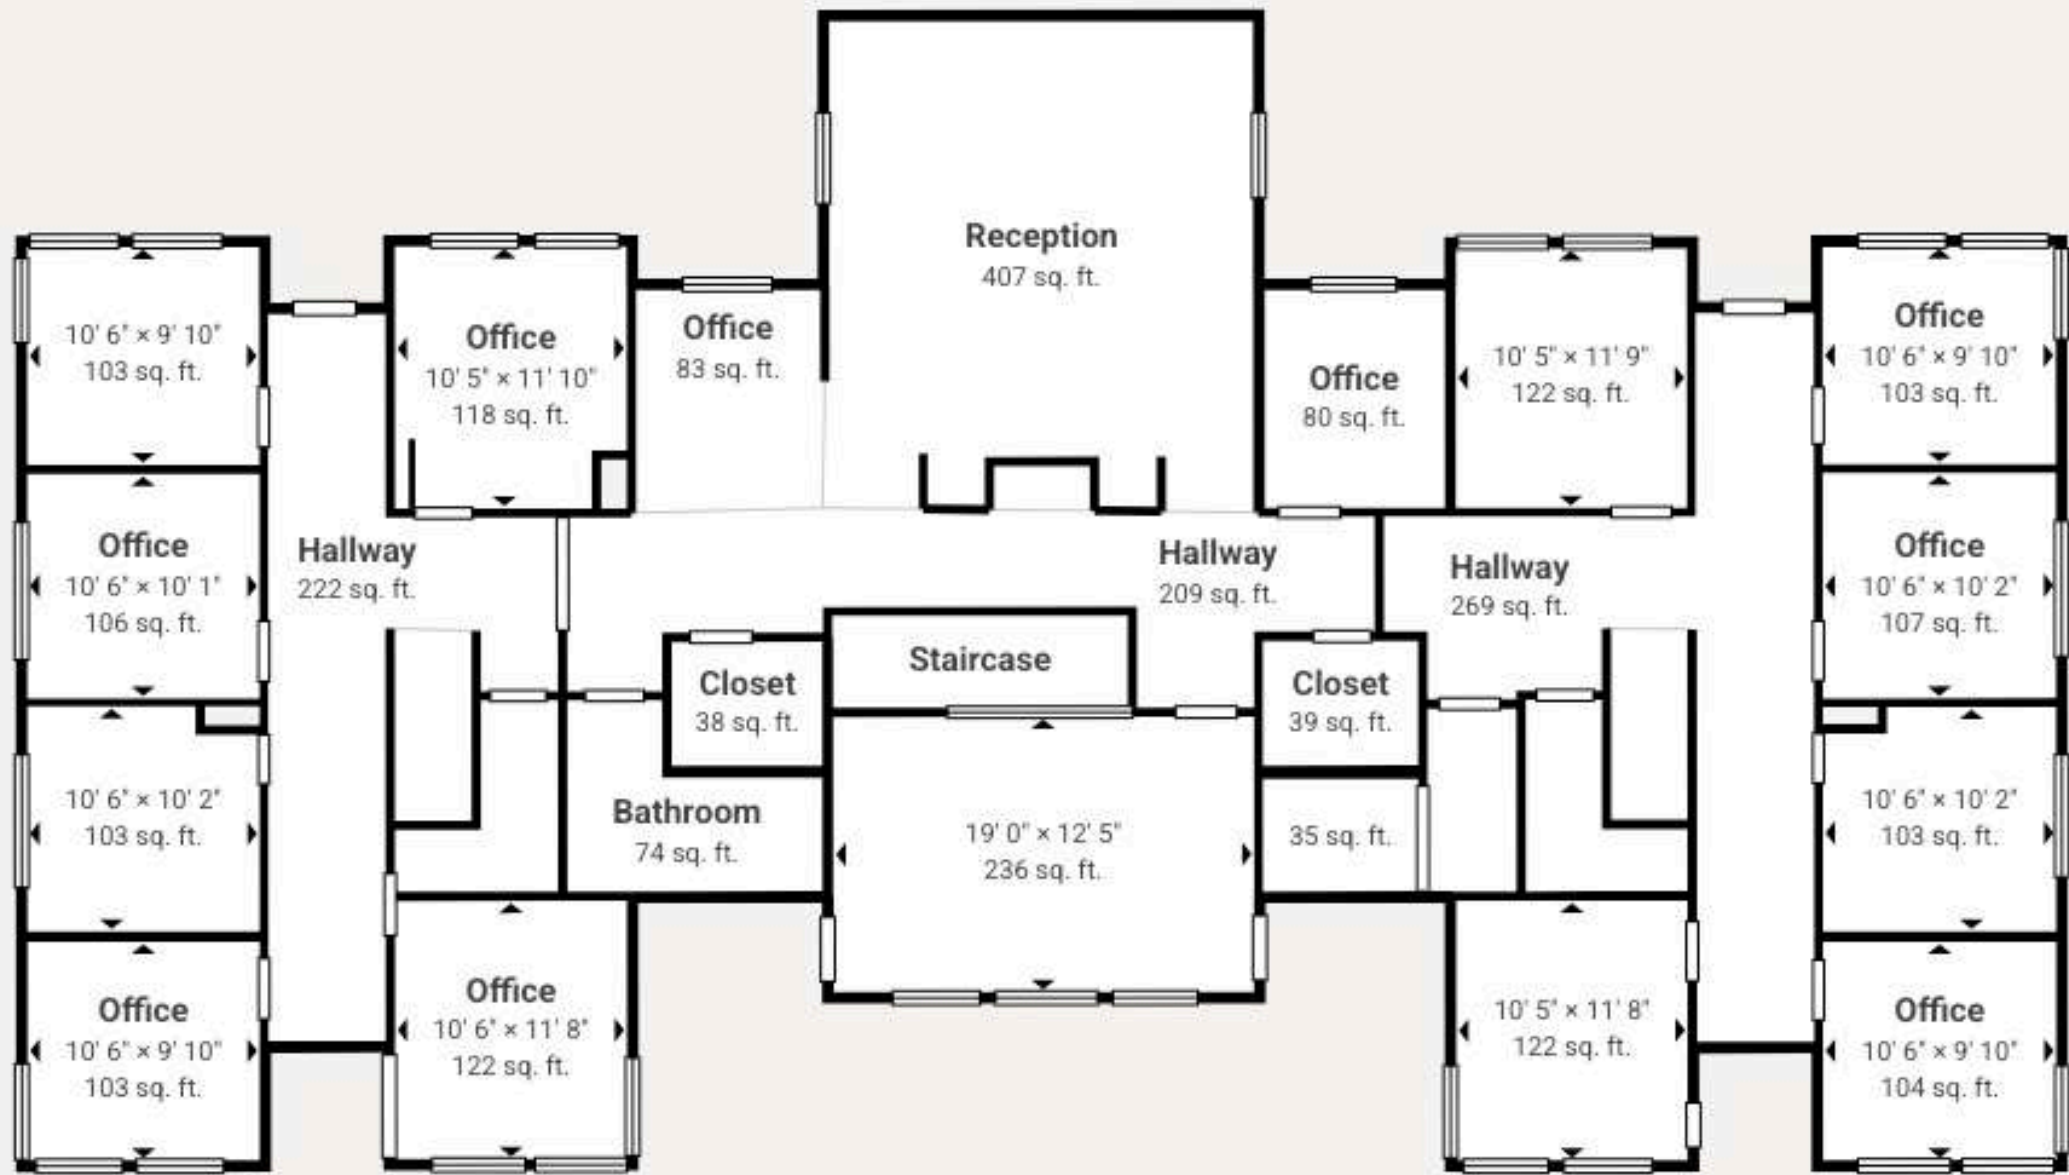 Reception
407 sq. ft.
10' 6" × 9' 10"
103 sq. ft.
Office
10' 5" × 11' 10"
118 sq. ft.
Office
83 sq. ft.
Office
80 sq. ft.
10' 5" × 11' 9"
122 sq. ft.
Office
10' 6" × 9' 10"
103 sq. ft.
Office
10' 6" × 10' 1"
106 sq. ft.
Hallway
222 sq. ft.
Hallway
209 sq. ft.
Hallway
269 sq. ft.
Office
10' 6" × 10' 2"
107 sq. ft.
Closet
38 sq. ft.
Staircase
Closet
39 sq. ft.
10' 6" × 10' 2"
103 sq. ft.
Bathroom
74 sq. ft.
19' 0" × 12' 5"
236 sq. ft.
35 sq. ft.
10' 6" × 10' 2"
103 sq. ft.
Office
10' 6" × 9' 10"
103 sq. ft.
Office
10' 6" × 11' 8"
122 sq. ft.
10' 5" × 11' 8"
122 sq. ft.
Office
10' 6" × 9' 10"
104 sq. ft.